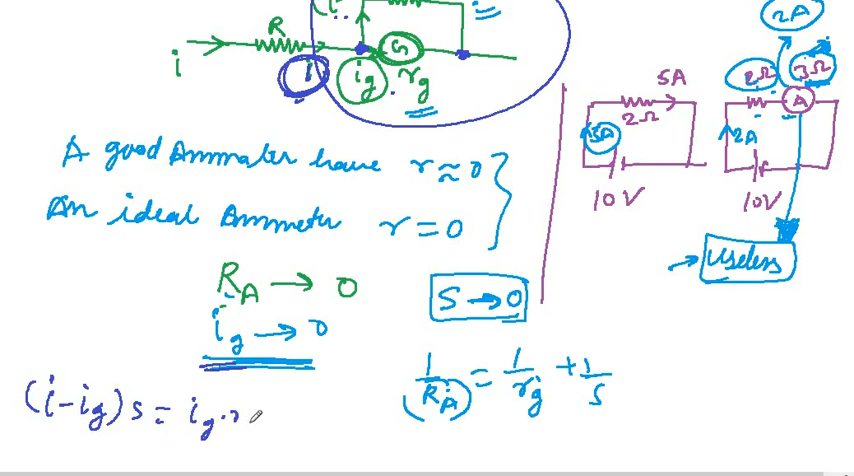 (i
R
i
G
i
ig . rg
A good Ammeter have r ≈ 0
An ideal Ammeter r = 0
RA → 0
ig → 0
S → 0
1/RA = 1/rg + 1/S
(i - ig) S = ig . r
5A
2Ω
5A
10V
2A
2Ω
3Ω
A
2A
10V
→ Useless